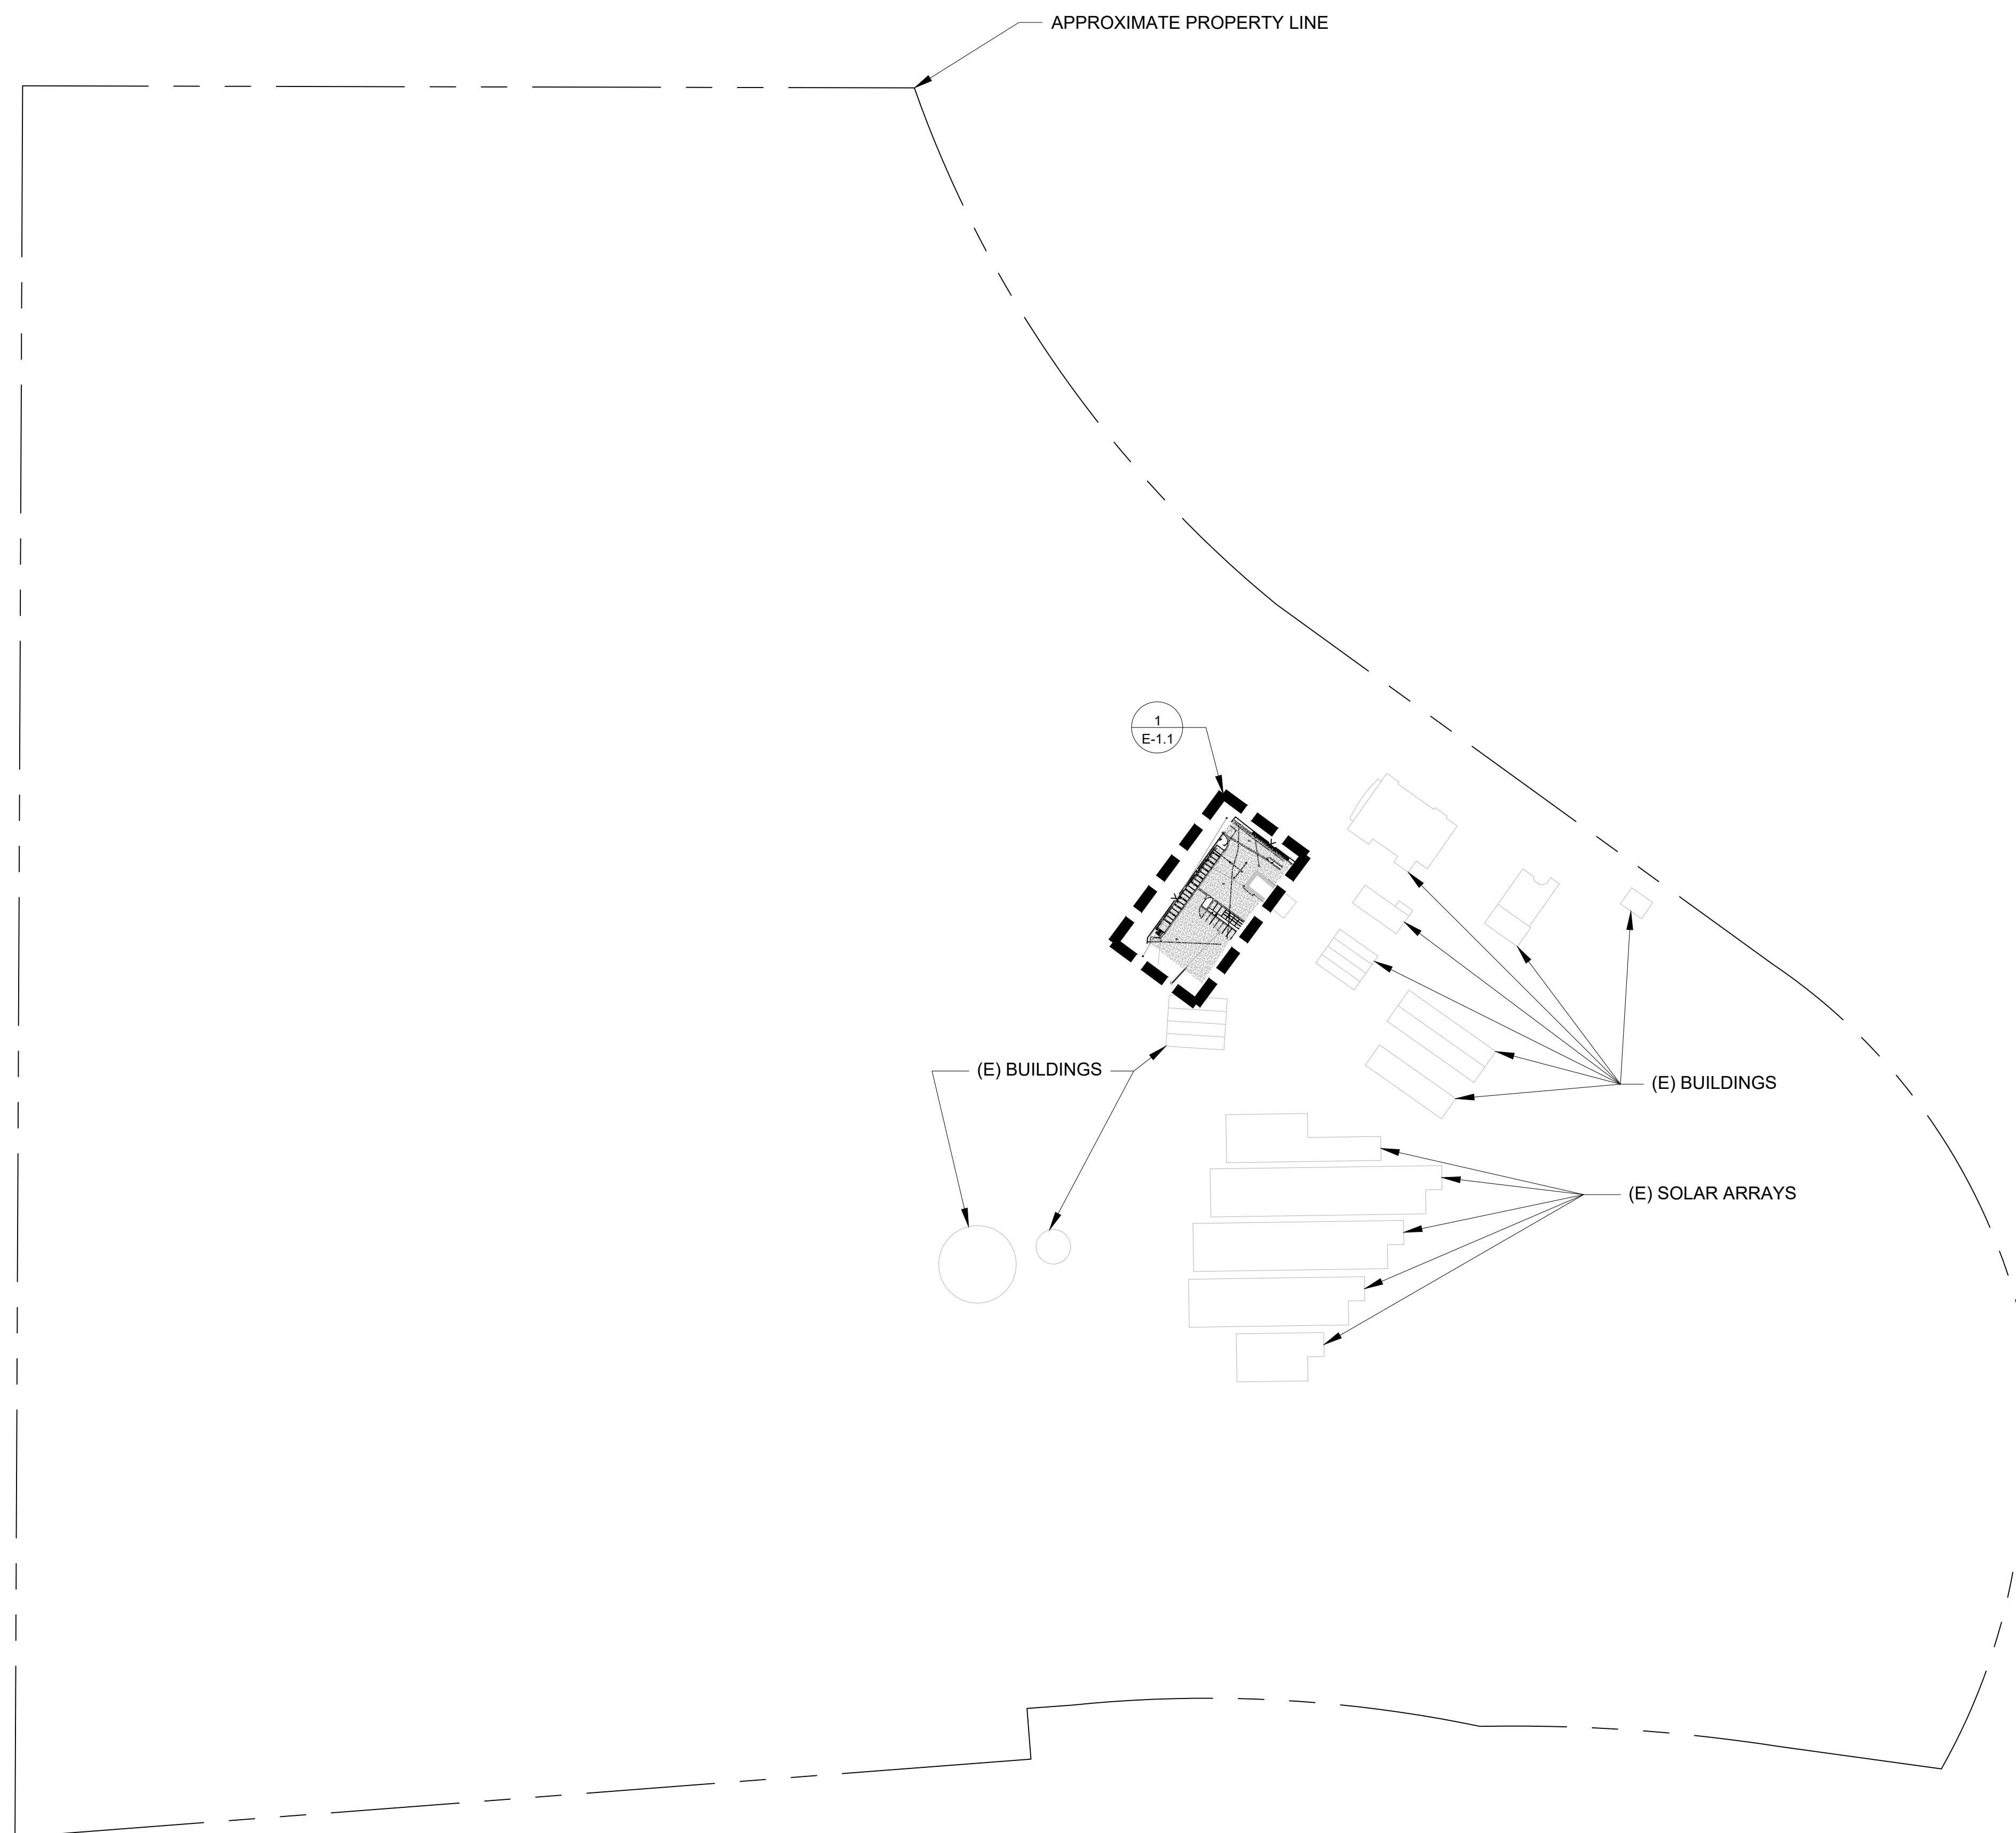 APPROXIMATE PROPERTY LINE
1
E-1.1
(E) BUILDINGS
(E) BUILDINGS
(E) SOLAR ARRAYS